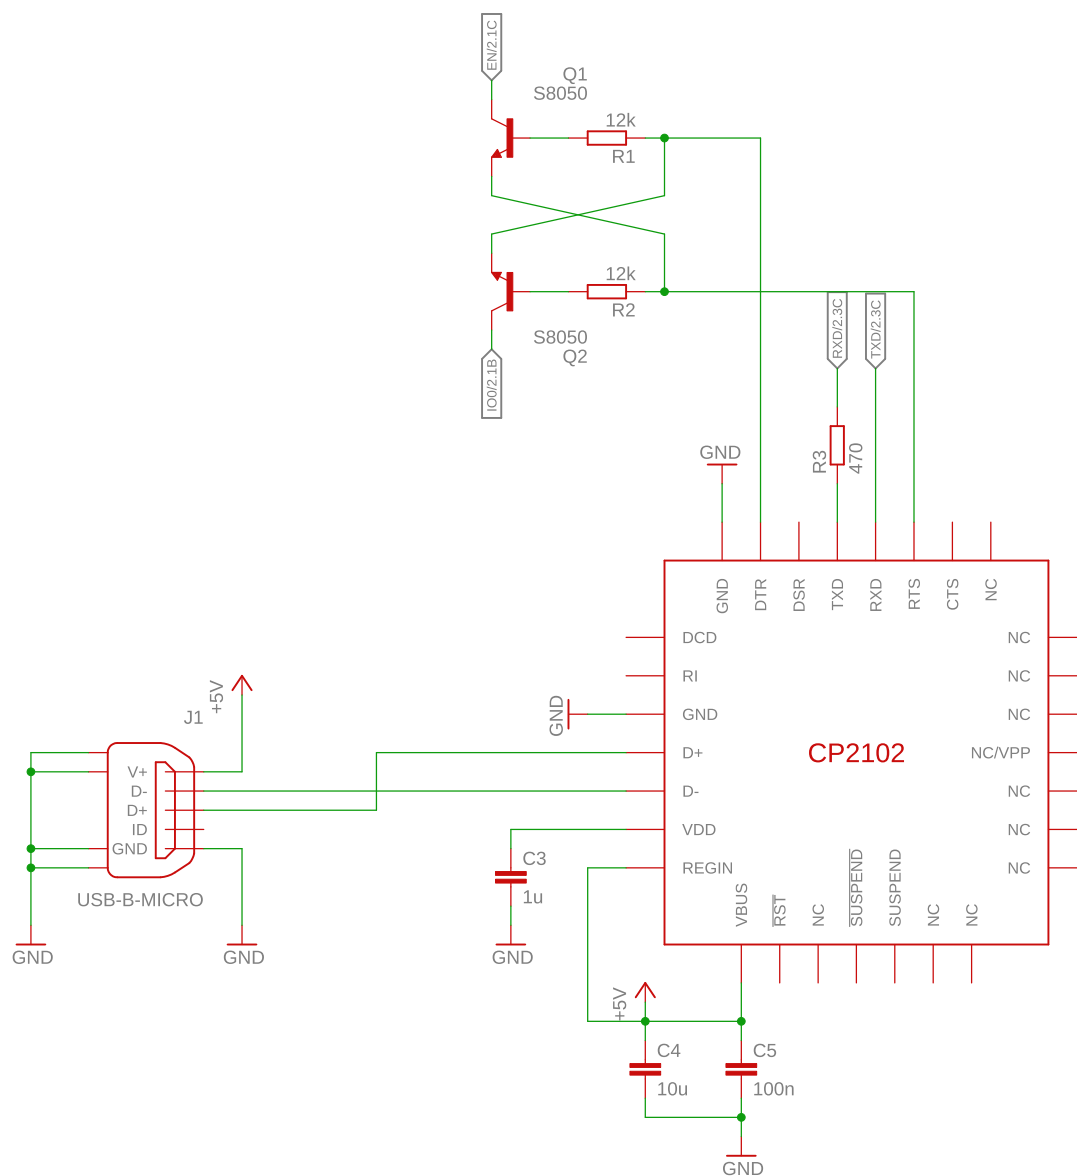 EN/2.1C
Q1
S8050
12k
R1
12k
R2
S8050
Q2
IO0/2.1B
RXD/2.3C
TXD/2.3C
R3
470
GND
GND
DTR
DSR
TXD
RXD
RTS
CTS
NC
DCD
RI
GND
GND
D+
D-
VDD
REGIN
CP2102
NC
NC
NC
NC/VPP
NC
NC
NC
VBUS
RST
NC
SUSPEND
SUSPEND
NC
NC
+5V
J1
V+
D-
D+
ID
GND
USB-B-MICRO
GND
GND
C3
1u
GND
+5V
C4
10u
C5
100n
GND